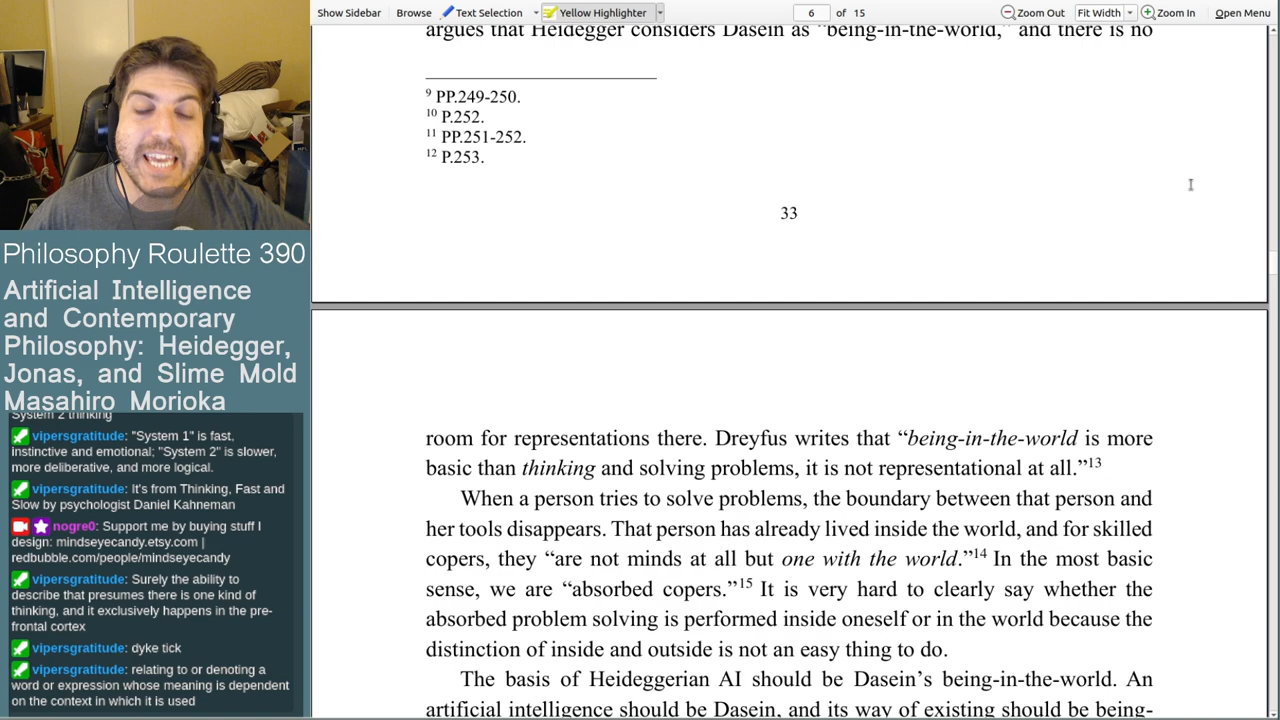 Show Sidebar Browse Text Selection Yellow Highlighter 6 of 15 Zoom Out Fit Width Zoom In Open Menu
argues that Heidegger considers Dasein as “being-in-the-world,” and there is no
9 PP.249-250.
10 P.252.
11 PP.251-252.
12 P.253.
33
room for representations there. Dreyfus writes that “being-in-the-world is more
basic than thinking and solving problems, it is not representational at all.”13
When a person tries to solve problems, the boundary between that person and
her tools disappears. That person has already lived inside the world, and for skilled
copers, they “are not minds at all but one with the world.”14 In the most basic
sense, we are “absorbed copers.”15 It is very hard to clearly say whether the
absorbed problem solving is performed inside oneself or in the world because the
distinction of inside and outside is not an easy thing to do.
The basis of Heideggerian AI should be Dasein’s being-in-the-world. An
artificial intelligence should be Dasein, and its way of existing should be being-
Philosophy Roulette 390
Artificial Intelligence
and Contemporary
Philosophy: Heidegger,
Jonas, and Slime Mold
Masahiro Morioka
System 2 thinking
vipersgratitude: "System 1" is fast,
instinctive and emotional; "System 2" is slower,
more deliberative, and more logical.
vipersgratitude: It's from Thinking, Fast and
Slow by psychologist Daniel Kahneman
nogre0: Support me by buying stuff I
design: mindseyecandy.etsy.com |
redbubble.com/people/mindseyecandy
vipersgratitude: Surely the ability to
describe that presumes there is one kind of
thinking, and it exclusively happens in the pre-
frontal cortex
vipersgratitude: dyke tick
vipersgratitude: relating to or denoting a
word or expression whose meaning is dependent
on the context in which it is used